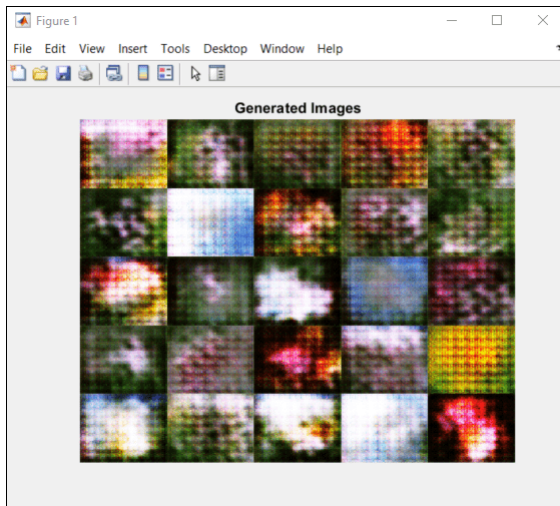 Figure 1
File Edit View Insert Tools Desktop Window Help
Generated Images